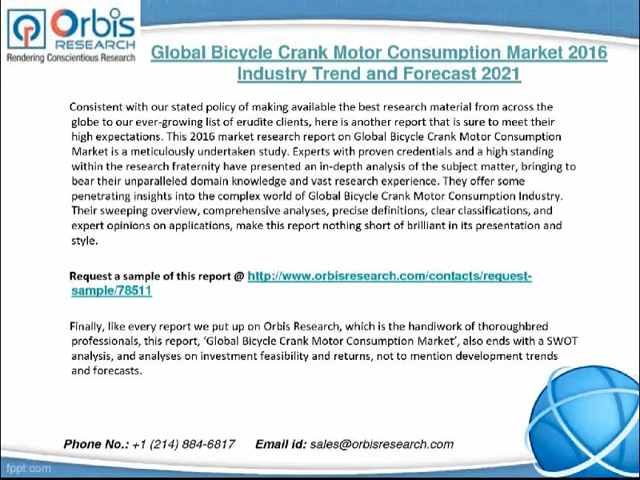 Orbis
RESEARCH
Rendering Conscientious Research
Global Bicycle Crank Motor Consumption Market 2016
Industry Trend and Forecast 2021
Consistent with our stated policy of making available the best research material from across the
globe to our ever-growing list of erudite clients, here is another report that is sure to meet their
high expectations. This 2016 market research report on Global Bicycle Crank Motor Consumption
Market is a meticulously undertaken study. Experts with proven credentials and a high standing
within the research fraternity have presented an in-depth analysis of the subject matter, bringing to
bear their unparalleled domain knowledge and vast research experience. They offer some
penetrating insights into the complex world of Global Bicycle Crank Motor Consumption Industry.
Their sweeping overview, comprehensive analyses, precise definitions, clear classifications, and
expert opinions on applications, make this report nothing short of brilliant in its presentation and
style.
Request a sample of this report @ http://www.orbisresearch.com/contacts/request-
sample/78511
Finally, like every report we put up on Orbis Research, which is the handiwork of thoroughbred
professionals, this report, ‘Global Bicycle Crank Motor Consumption Market’, also ends with a SWOT
analysis, and analyses on investment feasibility and returns, not to mention development trends
and forecasts.
Phone No.: +1 (214) 884-6817 Email id: sales@orbisresearch.com
fppt.com